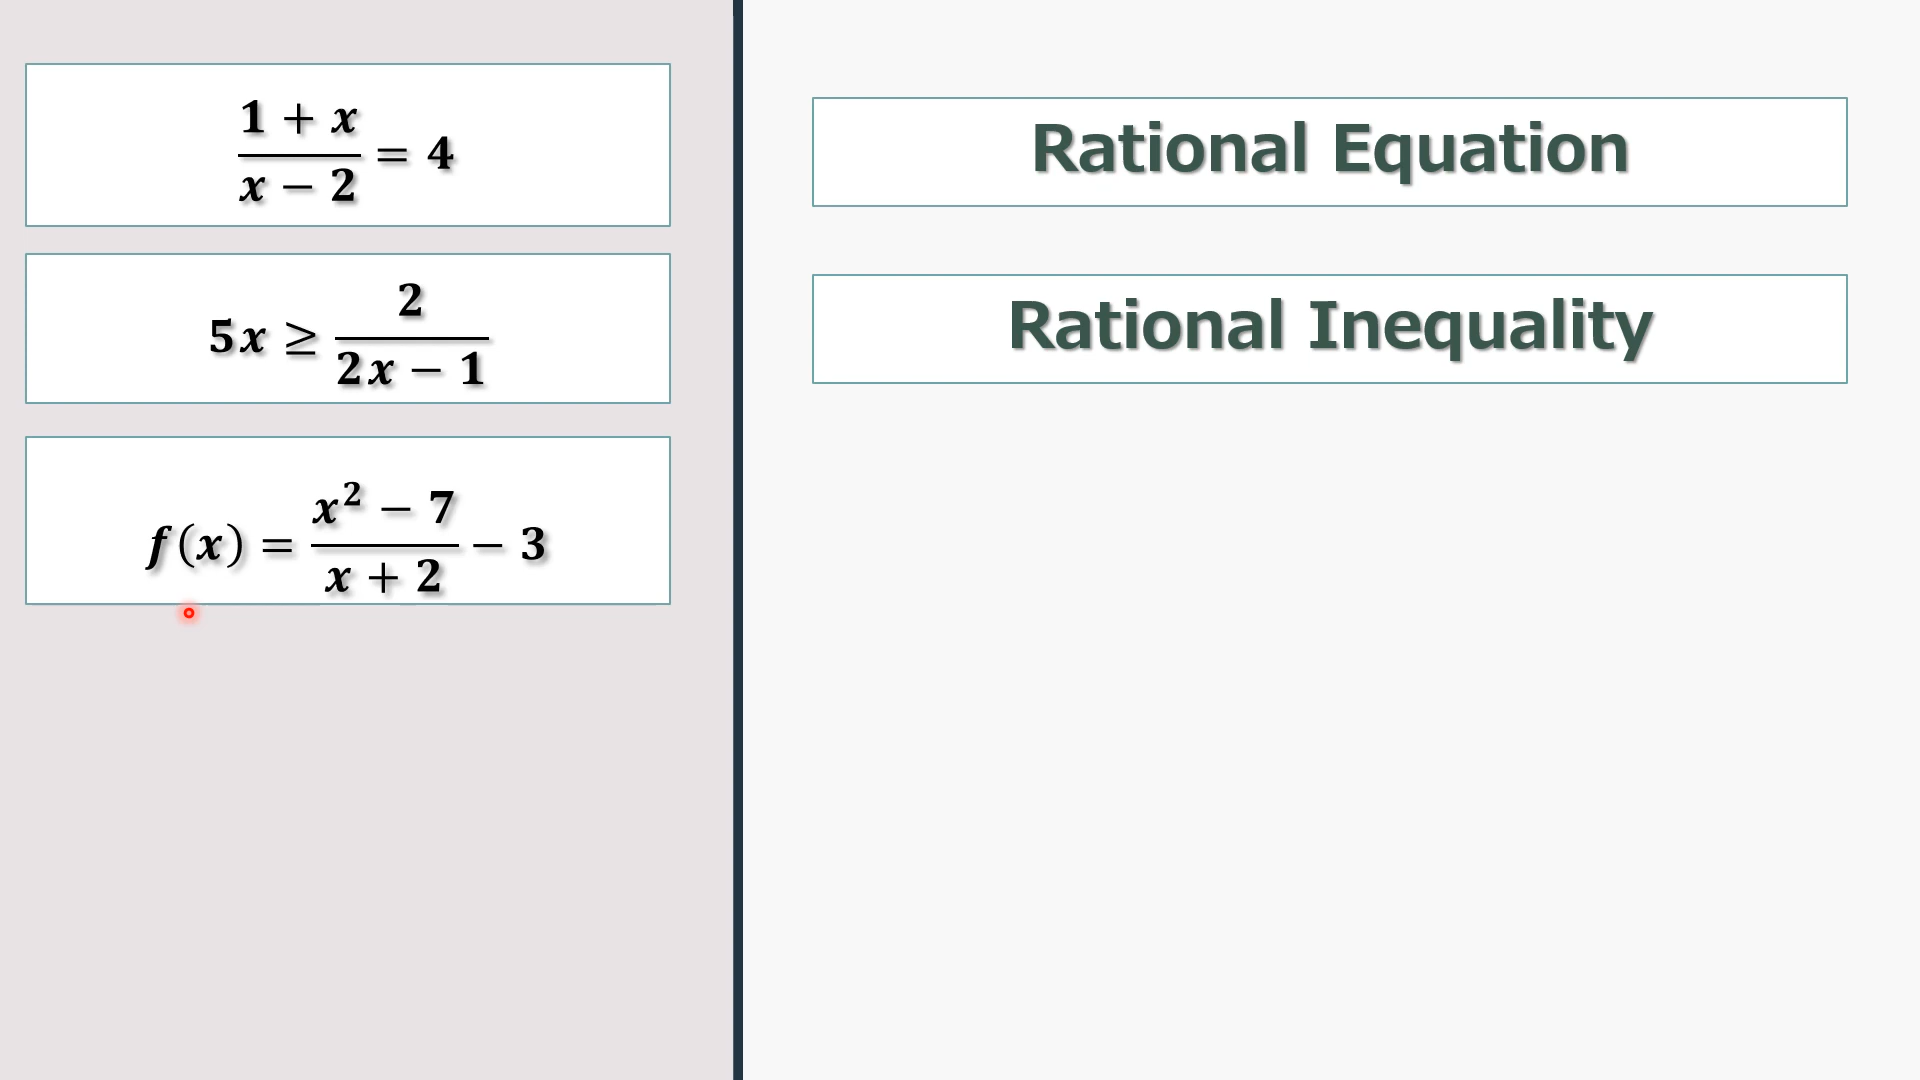 (1 + x)/(x − 2) = 4
Rational Equation
5x ≥ 2/(2x − 1)
Rational Inequality
f(x) = (x² − 7)/(x + 2) − 3